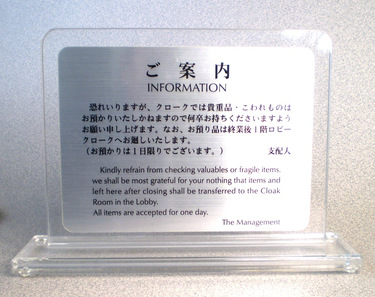 ご案内
INFORMATION
恐れいりますが、クロークでは貴重品・こわれものは
お預かりいたしかねますので何卒お持ちくださいますよう
お願い申し上げます。なお、お預り品は終業後1階ロビー
クロークへお廻しいたします。
(お預かりは1日限りでございます。) 支配人
Kindly refrain from checking valuables or fragile items.
we shall be most grateful for your nothing that items and
left here after closing shall be transferred to the Cloak
Room in the Lobby.
All items are accepted for one day.
The Management